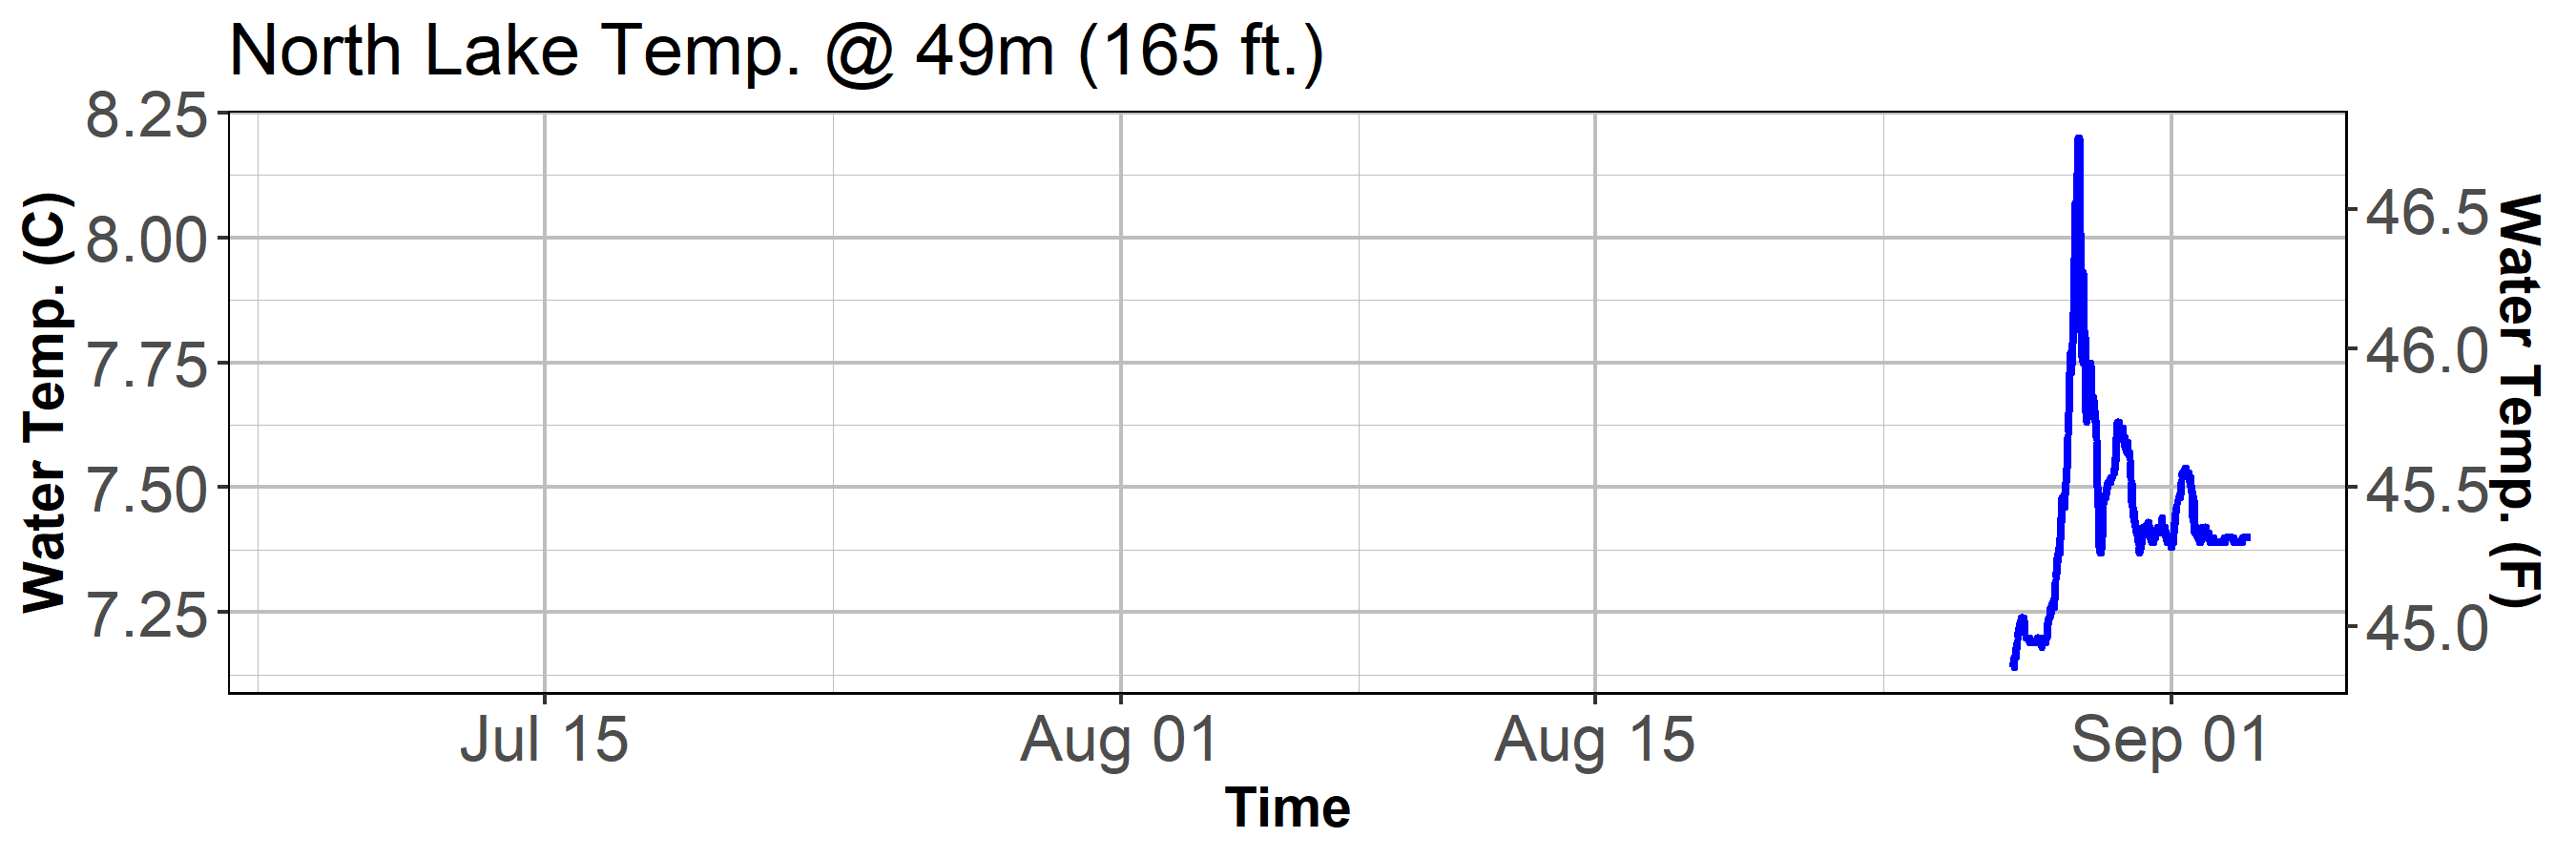 North Lake Temp. @ 49m (165 ft.)
8.25
8.00
7.75
7.50
7.25
Water Temp. (C)
46.5
46.0
45.5
45.0
Water Temp. (F)
Jul 15
Aug 01
Aug 15
Sep 01
Time